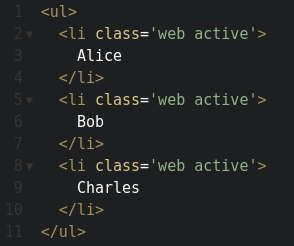 1 <ul>
2 <li class='web active'>
3 Alice
4 </li>
5 <li class='web active'>
6 Bob
7 </li>
8 <li class='web active'>
9 Charles
10 </li>
11 </ul>